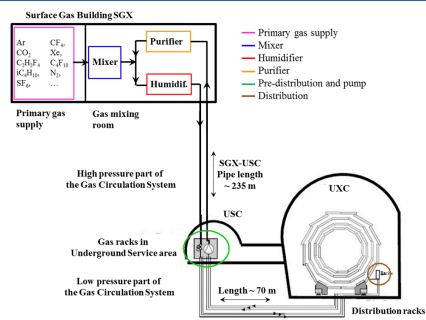 Surface Gas Building SGX
Ar CF₄,
CO₂ Xe,
C₂H₂F₄ C₄F₁₀
iC₄H₁₀, N₂,
SF₆, ...
Mixer
Purifier
Humidif.
Primary gas
supply
Gas mixing
room
Primary gas supply
Mixer
Humidifier
Purifier
Pre-distribution and pump
Distribution
High pressure part of
the Gas Circulation System
SGX-USC
Pipe length
~ 235 m
UXC
USC
Gas racks in
Underground Service area
Low pressure part of
the Gas Circulation System
Length ~ 70 m
Distribution racks